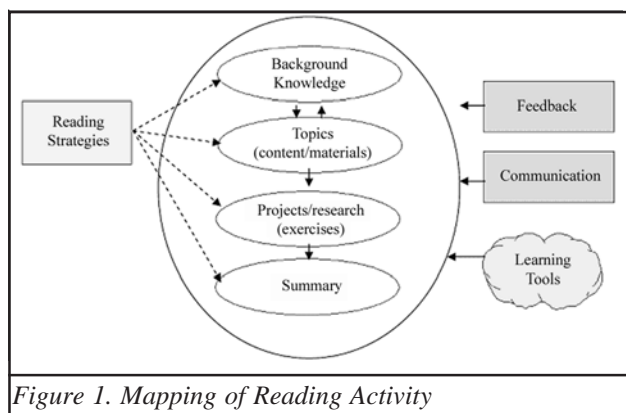 Background
Knowledge
Reading
Strategies
Topics
(content/materials)
Projects/research
(exercises)
Summary
Feedback
Communication
Learning
Tools
Figure 1. Mapping of Reading Activity